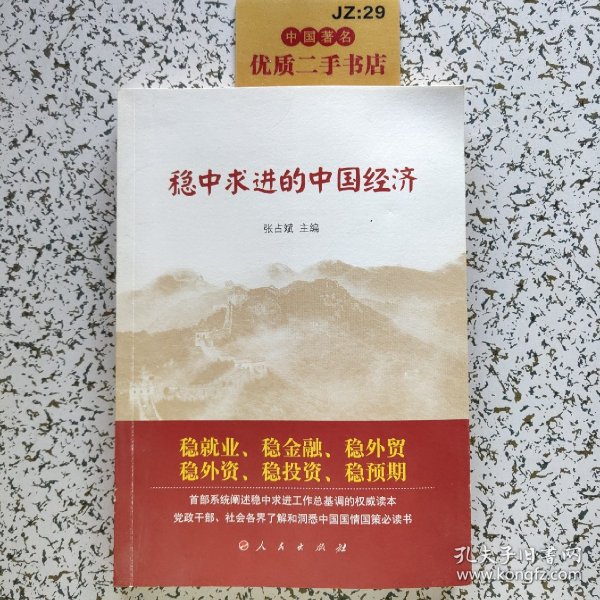 JZ:29
中国著名
优质二手书店
稳中求进的中国经济
张占斌 主编
稳就业、稳金融、稳外贸
稳外资、稳投资、稳预期
首部系统阐述稳中求进工作总基调的权威读本
党政干部、社会各界了解和洞悉中国国情国策必读书
人民出版社
孔夫子旧书网
www.kongfz.com